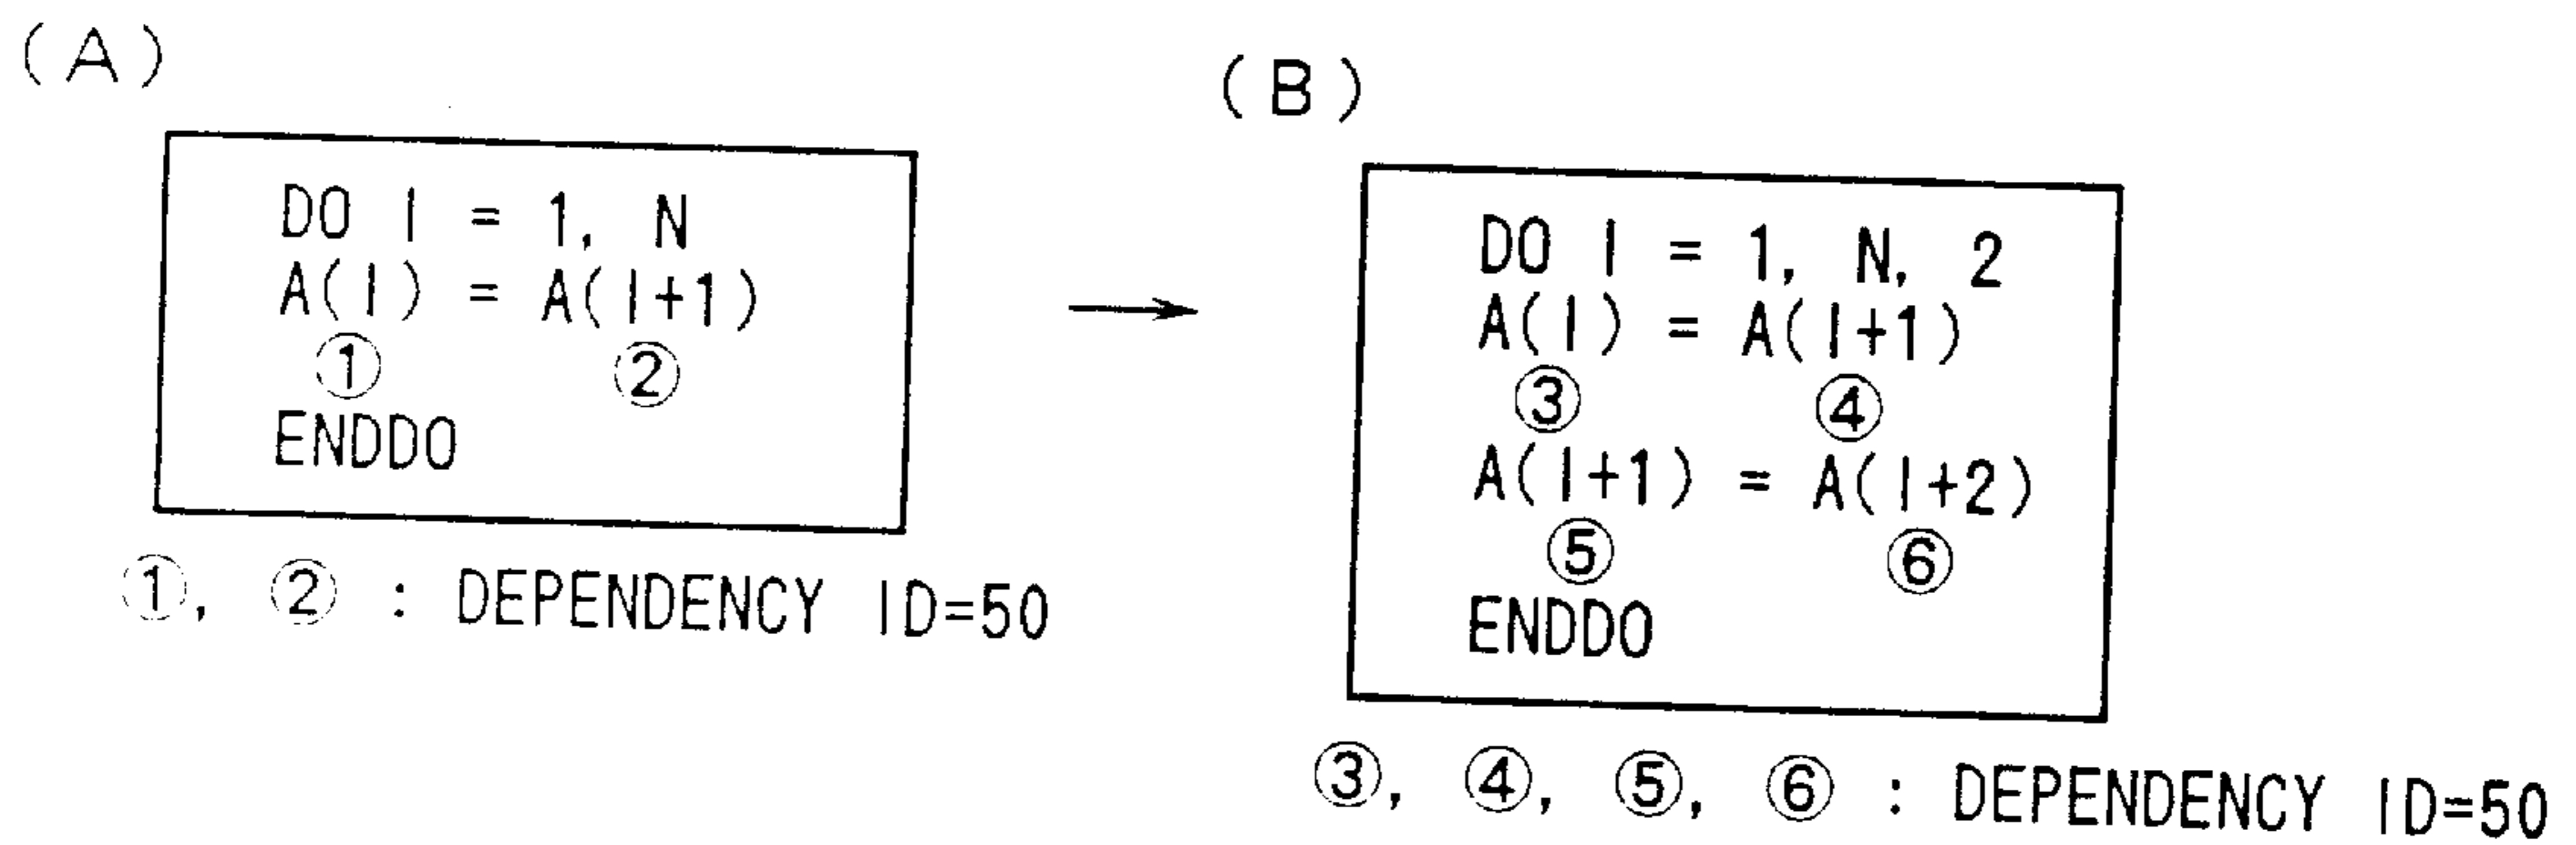 (A)
DO I = 1, N
A(I) = A(I+1)
① ②
ENDDO
①, ② : DEPENDENCY ID=50
(B)
DO I = 1, N, 2
A(I) = A(I+1)
③ ④
A(I+1) = A(I+2)
⑤ ⑥
ENDDO
③, ④, ⑤, ⑥ : DEPENDENCY ID=50